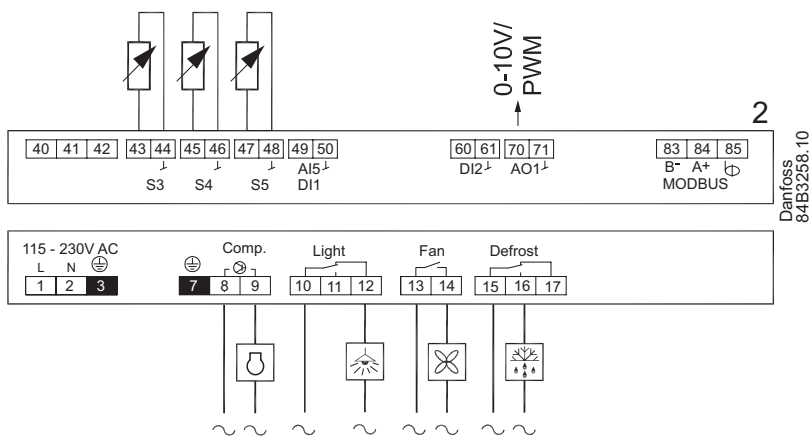 0-10V/
PWM
2
40 41 42 43 44 45 46 47 48 49 50 60 61 70 71 83 84 85
S3 S4 S5 AI5 DI2 AO1 B- A+
DI1 MODBUS
Danfoss
84B3258.10
115 - 230V AC Comp. Light Fan Defrost
L N
1 2 3 7 8 9 10 11 12 13 14 15 16 17